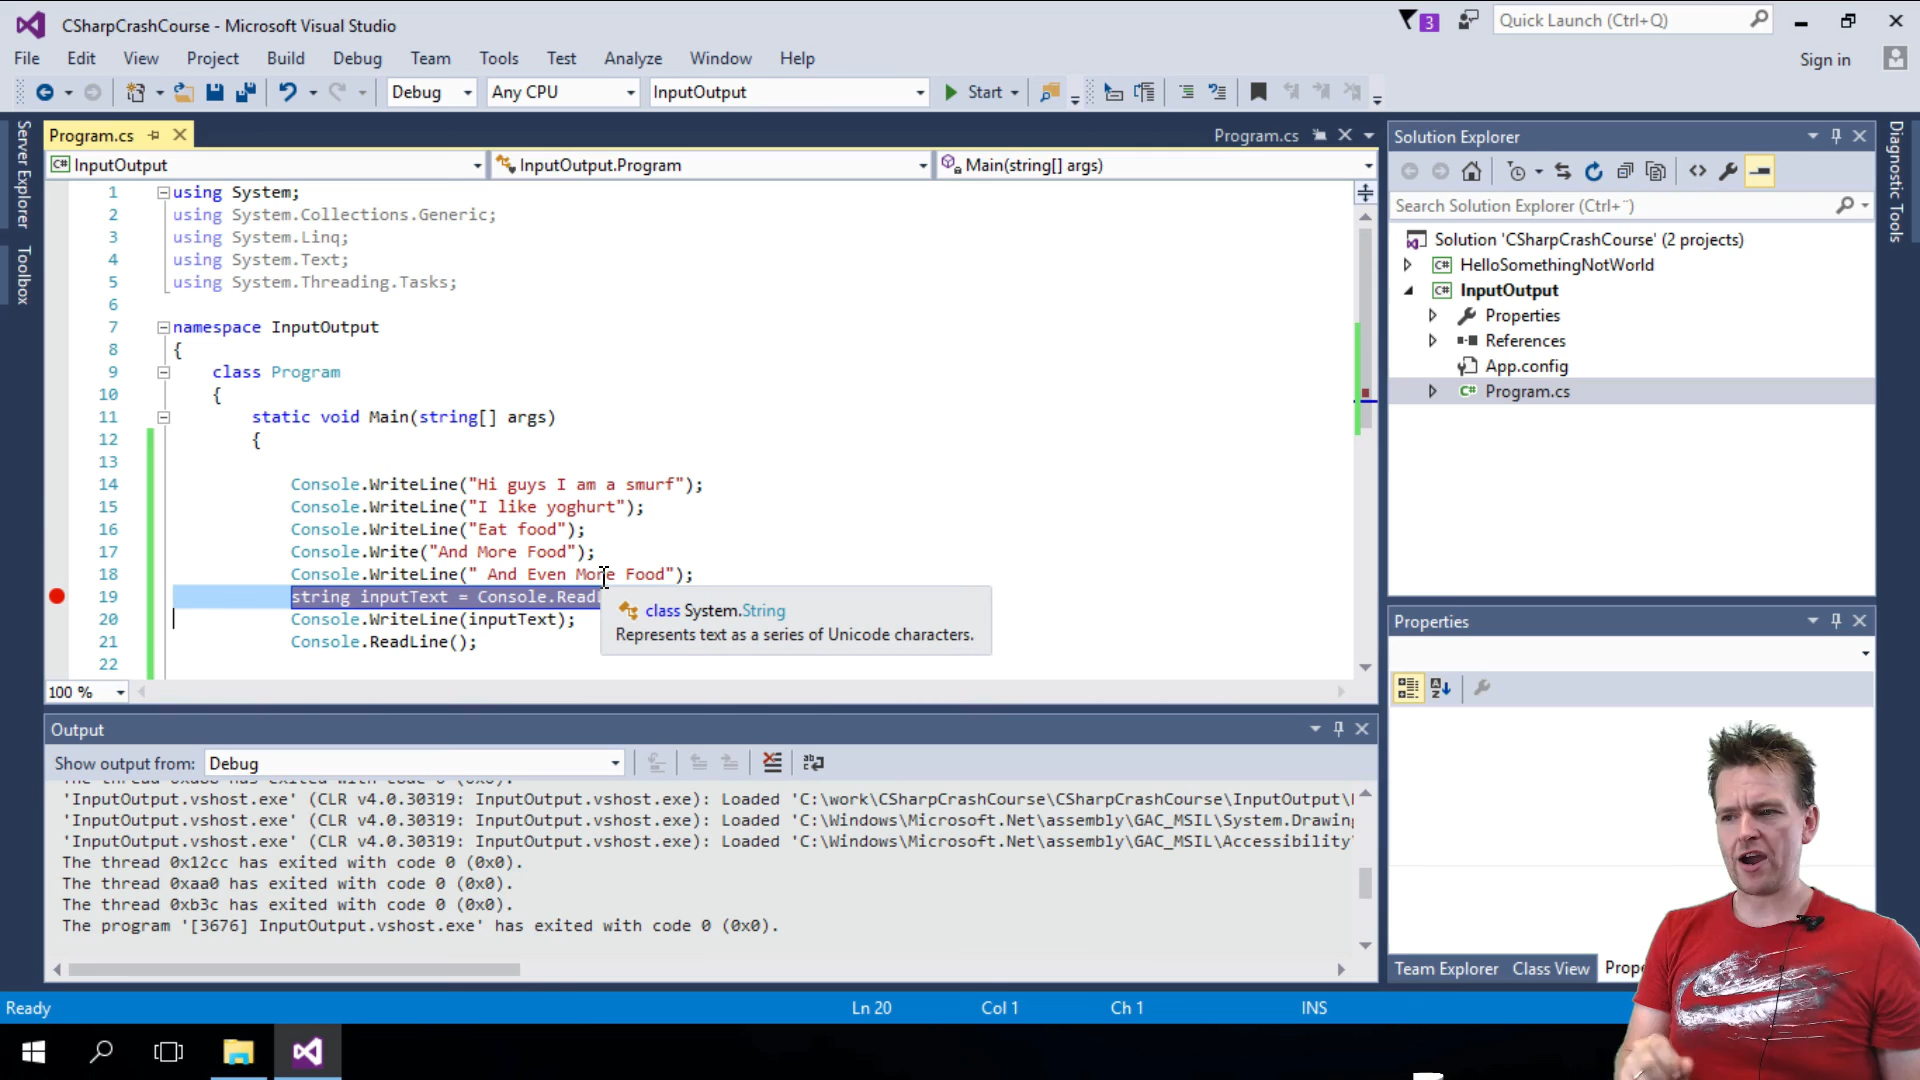 CSharpCrashCourse - Microsoft Visual Studio
3
Quick Launch (Ctrl+Q)
File Edit View Project Build Debug Team Tools Test Analyze Window Help
Sign in
Debug Any CPU InputOutput Start
Server Explorer
Toolbox
Program.cs
Program.cs
InputOutput InputOutput.Program Main(string[] args)
1 using System;
2 using System.Collections.Generic;
3 using System.Linq;
4 using System.Text;
5 using System.Threading.Tasks;
6
7 namespace InputOutput
8 {
9 class Program
10 {
11 static void Main(string[] args)
12 {
13
14 Console.WriteLine("Hi guys I am a smurf");
15 Console.WriteLine("I like yoghurt");
16 Console.WriteLine("Eat food");
17 Console.Write("And More Food");
18 Console.WriteLine(" And Even More Food");
19 string inputText = Console.Read
20 Console.WriteLine(inputText);
21 Console.ReadLine();
22
class System.String
Represents text as a series of Unicode characters.
100 %
Output
Show output from: Debug
'InputOutput.vshost.exe' (CLR v4.0.30319: InputOutput.vshost.exe): Loaded 'C:\work\CSharpCrashCourse\CSharpCrashCourse\InputOutput\
'InputOutput.vshost.exe' (CLR v4.0.30319: InputOutput.vshost.exe): Loaded 'C:\Windows\Microsoft.Net\assembly\GAC_MSIL\System.Drawing
'InputOutput.vshost.exe' (CLR v4.0.30319: InputOutput.vshost.exe): Loaded 'C:\Windows\Microsoft.Net\assembly\GAC_MSIL\Accessibility
The thread 0x12cc has exited with code 0 (0x0).
The thread 0xaa0 has exited with code 0 (0x0).
The thread 0xb3c has exited with code 0 (0x0).
The program '[3676] InputOutput.vshost.exe' has exited with code 0 (0x0).
Solution Explorer
Search Solution Explorer (Ctrl+¨)
Solution 'CSharpCrashCourse' (2 projects)
C# HelloSomethingNotWorld
C# InputOutput
Properties
References
App.config
C# Program.cs
Diagnostic Tools
Properties
Team Explorer Class View
Ready Ln 20 Col 1 Ch 1 INS